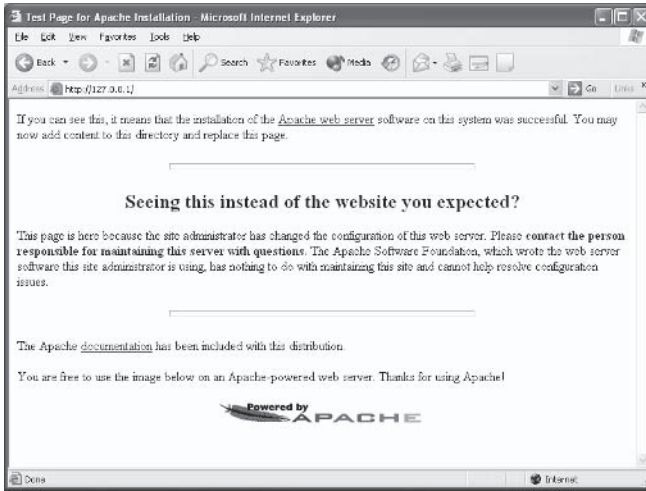 Test Page for Apache Installation - Microsoft Internet Explorer
File Edit View Favorites Tools Help
Back Search Favorites Media
Address http://127.0.0.1/ Go Links
If you can see this, it means that the installation of the Apache web server software on this system was successful. You may
now add content to this directory and replace this page.
Seeing this instead of the website you expected?
This page is here because the site administrator has changed the configuration of this web server. Please contact the person
responsible for maintaining this server with questions. The Apache Software Foundation, which wrote the web server
software this site administrator is using, has nothing to do with maintaining this site and cannot help resolve configuration
issues.
The Apache documentation has been included with this distribution.
You are free to use the image below on an Apache-powered web server. Thanks for using Apache!
Powered by
APACHE
Done Internet